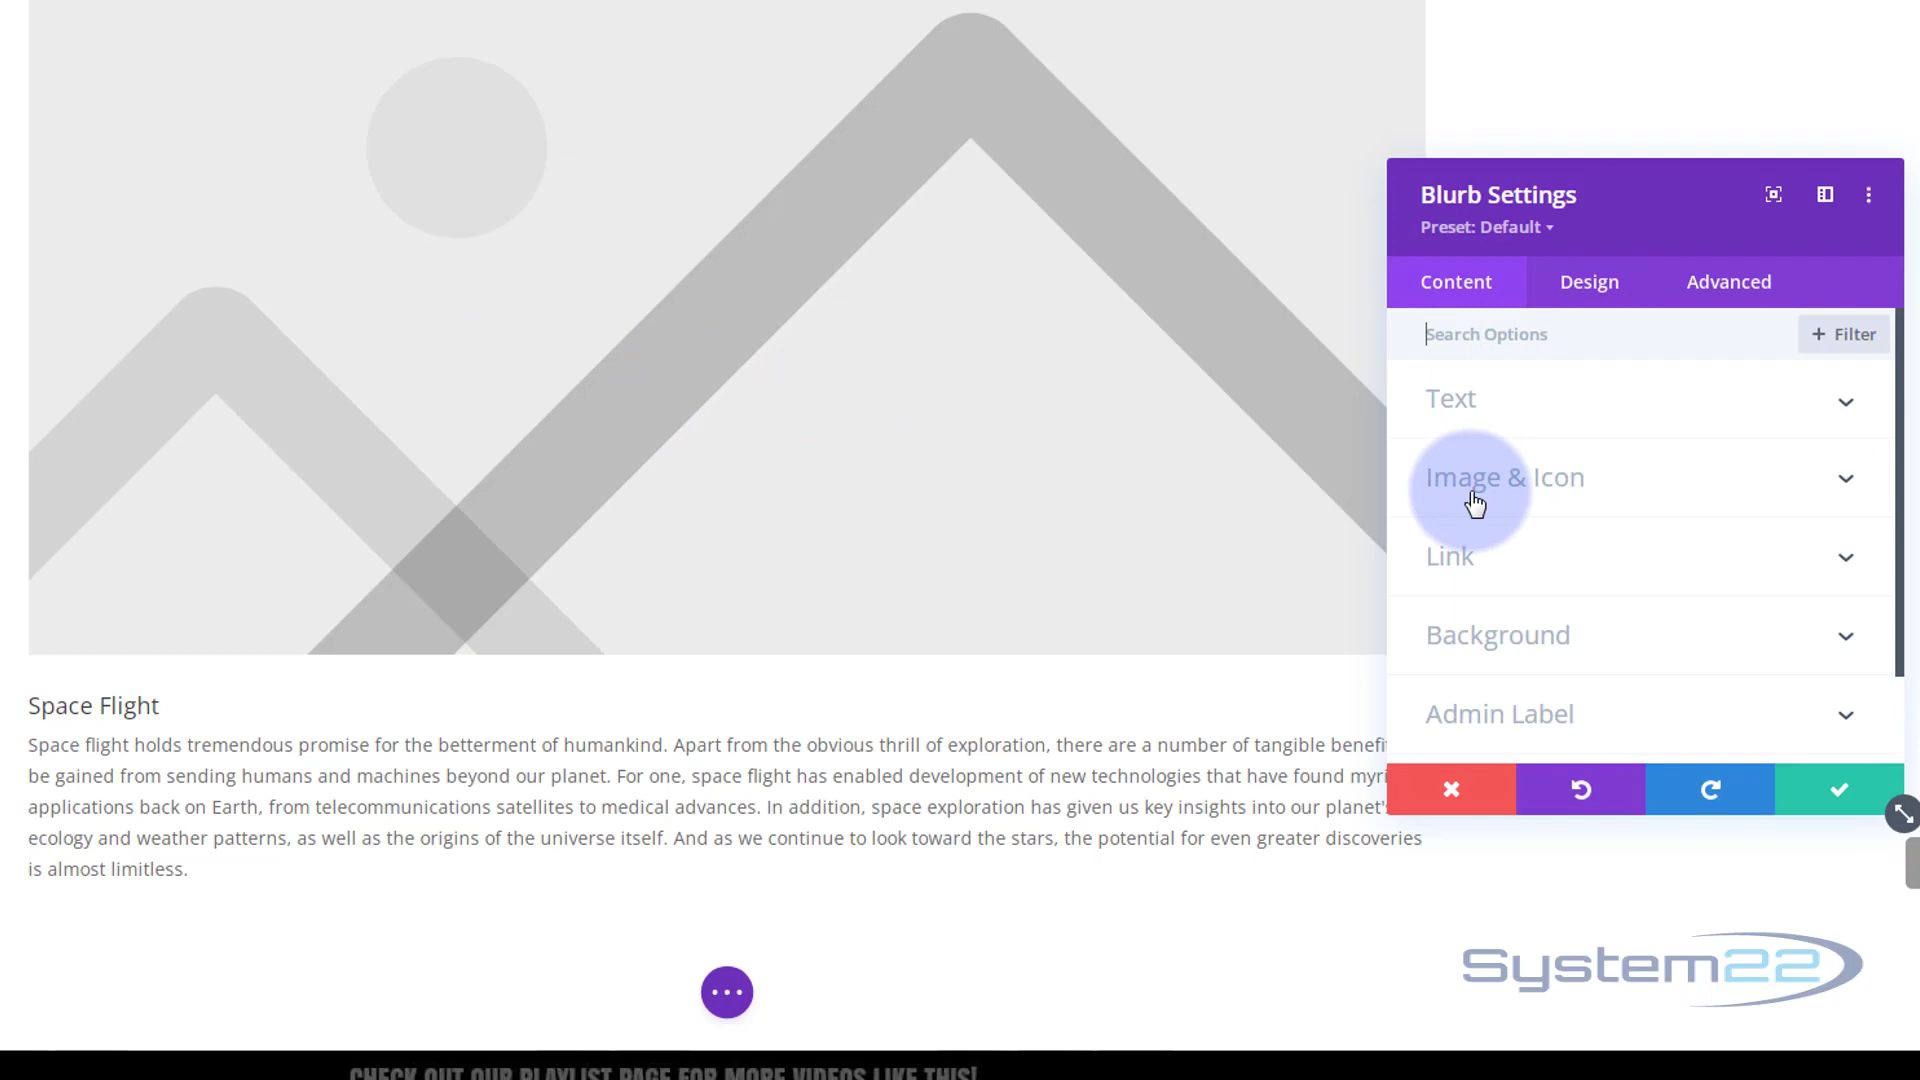 Blurb Settings
Preset: Default
Content Design Advanced
Search Options
+ Filter
Text
Image & Icon
Link
Background
Admin Label
Space Flight
Space flight holds tremendous promise for the betterment of humankind. Apart from the obvious thrill of exploration, there are a number of tangible
be gained from sending humans and machines beyond our planet. For one, space flight has enabled development of new technologies that have found
applications back on Earth, from telecommunications satellites to medical advances. In addition, space exploration has given us key insights into our planet's
ecology and weather patterns, as well as the origins of the universe itself. And as we continue to look toward the stars, the potential for even greater discoveries
is almost limitless.
System22
CHECK OUT OUR PLAYLIST PAGE FOR MORE VIDEOS LIKE THIS!